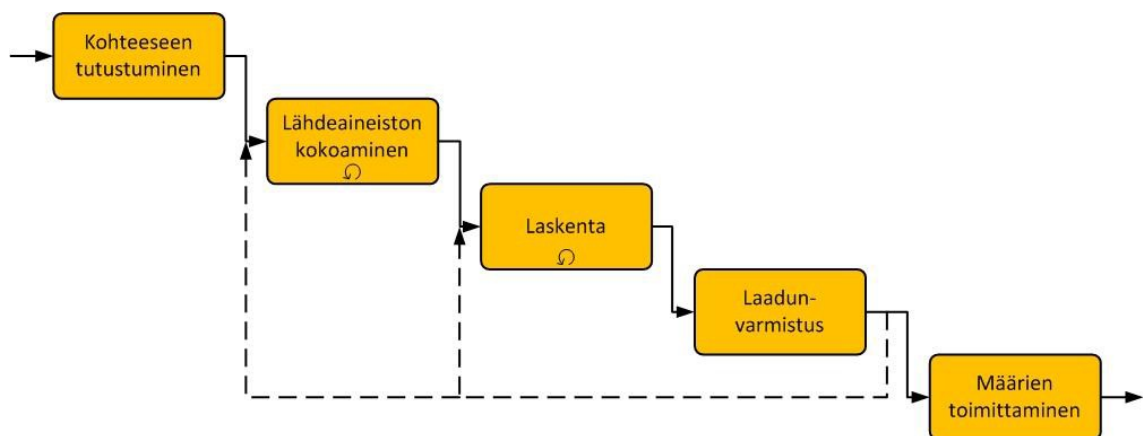 Kohteeseen
tutustuminen
Lähdeaineiston
kokoaminen
Laskenta
Laadun-
varmistus
Määrien
toimittaminen